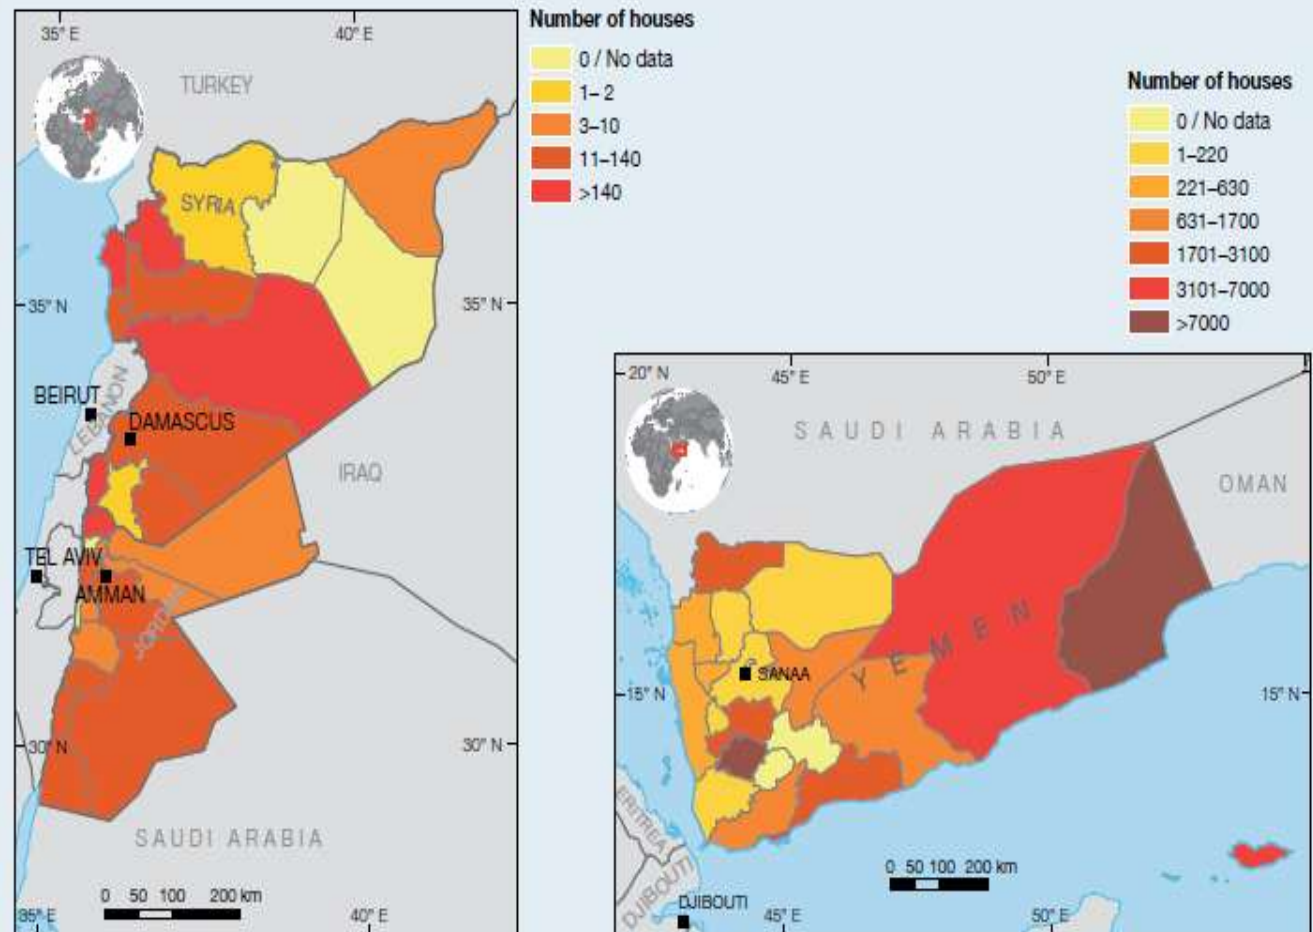 35° E
40° E
TURKEY
SYRIA
35° N
35° N
BEIRUT
LEBANON
DAMASCUS
IRAQ
TEL AVIV
AMMAN
JORDAN
30° N
30° N
SAUDI ARABIA
0 50 100 200 km
35° E
40° E
Number of houses
0 / No data
1–2
3–10
11–140
>140
Number of houses
0 / No data
1–220
221–630
631–1700
1701–3100
3101–7000
>7000
20° N
45° E
50° E
SAUDI ARABIA
OMAN
YEMEN
SANAA
15° N
15° N
ERITREA
DJIBOUTI
0 50 100 200 km
DJIBOUTI
45° E
50° E